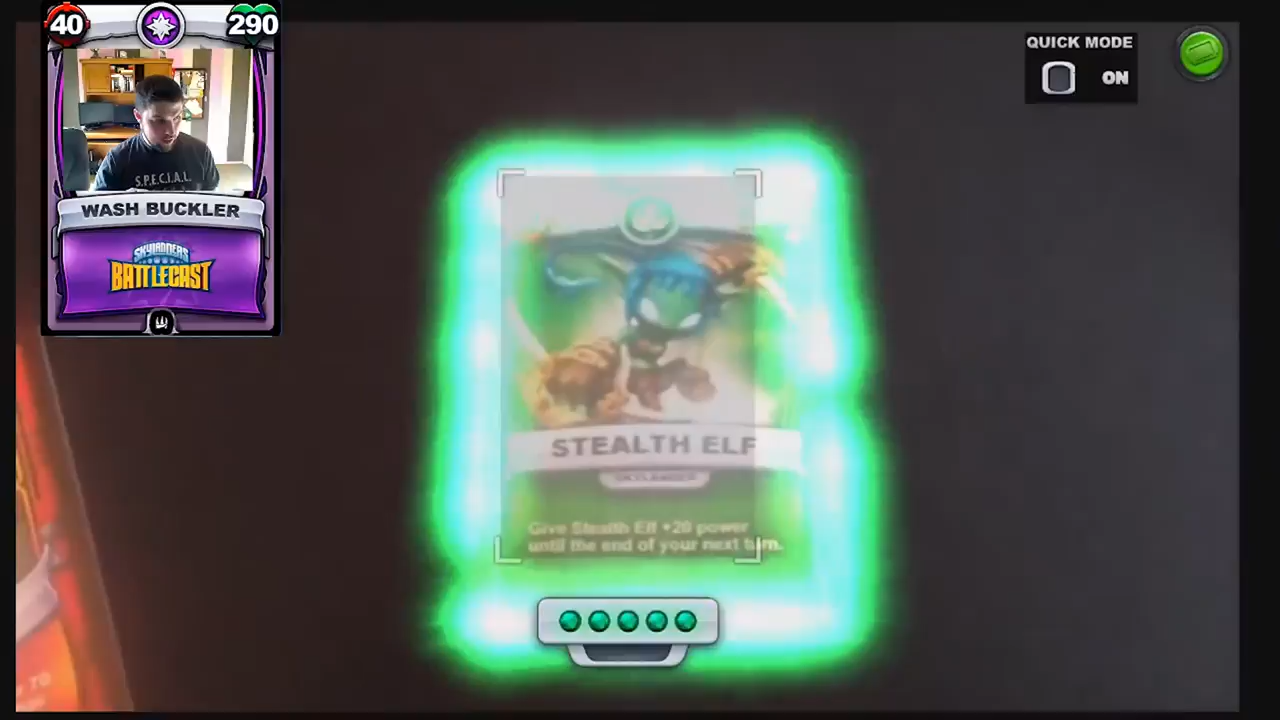 40
290
S.P.E.C.I.A.L.
WASH BUCKLER
SKYLANDERS
BATTLECAST
QUICK MODE
ON
STEALTH ELF
SKYLANDER
Give Stealth Elf +20 power
until the end of your next turn.